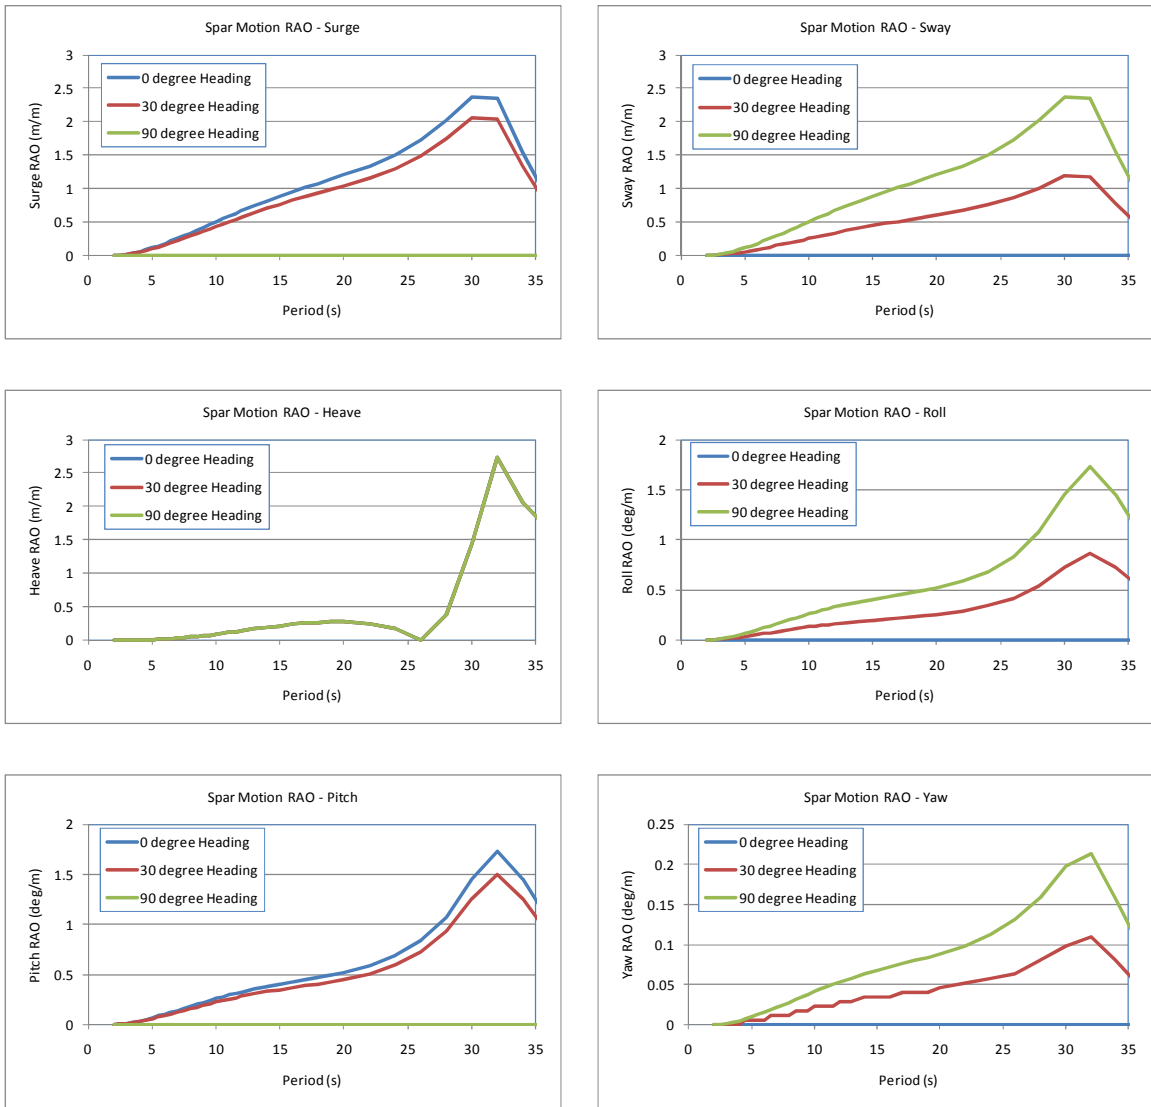 Spar Motion RAO - Surge
Surge RAO (m/m)
3
2.5
2
1.5
1
0.5
0
0 degree Heading
30 degree Heading
90 degree Heading
0 5 10 15 20 25 30 35
Period (s)
Spar Motion RAO - Sway
Sway RAO (m/m)
3
2.5
2
1.5
1
0.5
0
0 degree Heading
30 degree Heading
90 degree Heading
0 5 10 15 20 25 30 35
Period (s)
Spar Motion RAO - Heave
Heave RAO (m/m)
3
2.5
2
1.5
1
0.5
0
0 degree Heading
30 degree Heading
90 degree Heading
0 5 10 15 20 25 30 35
Period (s)
Spar Motion RAO - Roll
Roll RAO (deg/m)
2
1.5
1
0.5
0
0 degree Heading
30 degree Heading
90 degree Heading
0 5 10 15 20 25 30 35
Period (s)
Spar Motion RAO - Pitch
Pitch RAO (deg/m)
2
1.5
1
0.5
0
0 degree Heading
30 degree Heading
90 degree Heading
0 5 10 15 20 25 30 35
Period (s)
Spar Motion RAO - Yaw
Yaw RAO (deg/m)
0.25
0.2
0.15
0.1
0.05
0
0 degree Heading
30 degree Heading
90 degree Heading
0 5 10 15 20 25 30 35
Period (s)